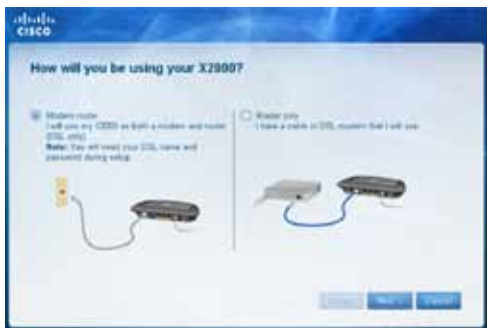 CISCO
How will you be using your X2000?
Modem router
I will use my X2000 as both a modem and router
(DSL only)
Note: You will need your DSL name and
password during setup.
Router only
I have a cable or DSL modem that I will use.
Next
Cancel